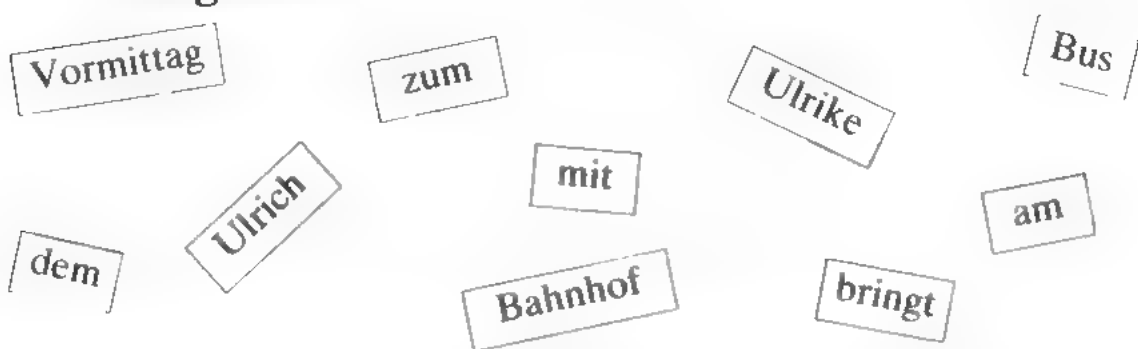 Vormittag
zum
Ulrike
Bus
Ulrich
mit
am
dem
Bahnhof
bringt